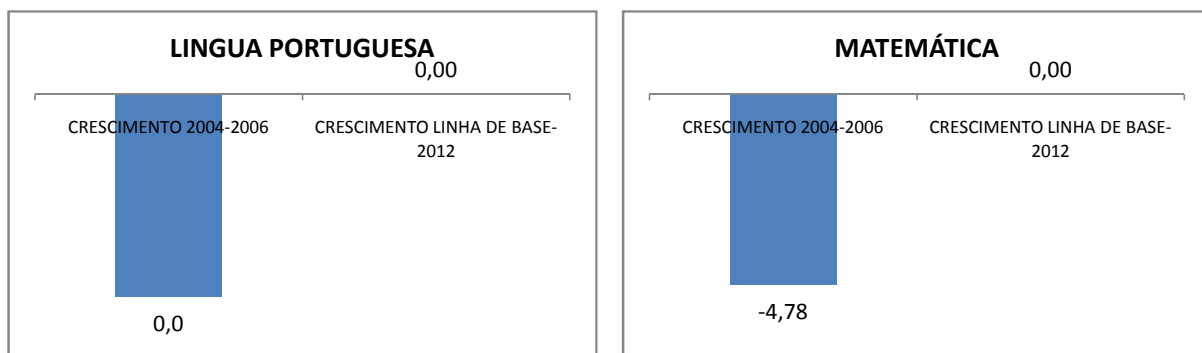 LINGUA PORTUGUESA
0,00
CRESCIMENTO 2004-2006
CRESCIMENTO LINHA DE BASE-
2012
0,0
MATEMÁTICA
0,00
CRESCIMENTO 2004-2006
CRESCIMENTO LINHA DE BASE-
2012
-4,78